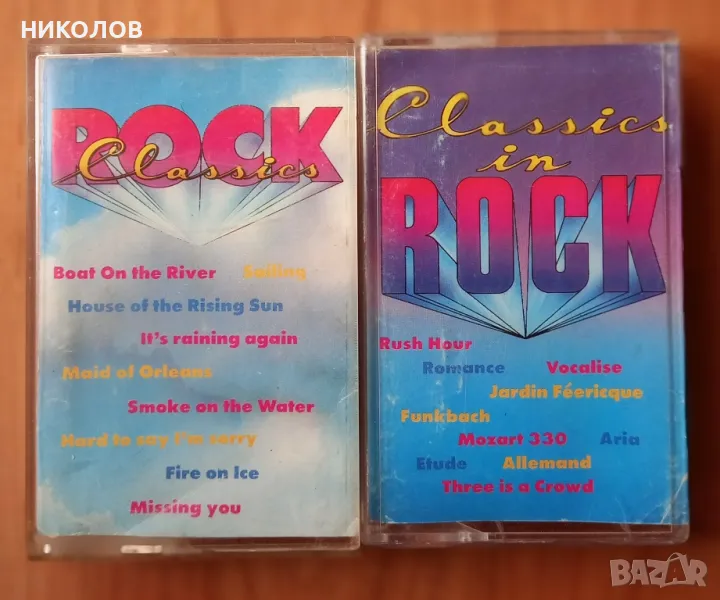 НИКОЛОВ
ROCK
Classics
Boat On the River Sailing
House of the Rising Sun
It's raining again
Maid of Orleans
Smoke on the Water
Hard to say I'm sorry
Fire on Ice
Missing you
Classics
in
ROCK
Rush Hour
Romance Vocalise
Jardin Féericque
Funkbach
Mozart 330 Aria
Etude Allemand
Three is a Crowd
BAZAR